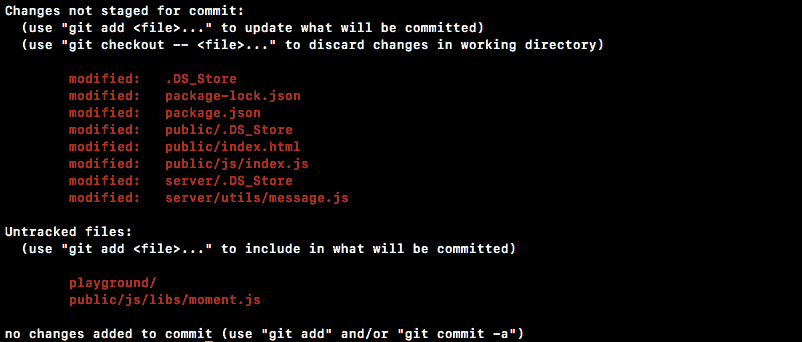 Changes not staged for commit:
  (use "git add <file>..." to update what will be committed)
  (use "git checkout -- <file>..." to discard changes in working directory)

        modified:   .DS_Store
        modified:   package-lock.json
        modified:   package.json
        modified:   public/.DS_Store
        modified:   public/index.html
        modified:   public/js/index.js
        modified:   server/.DS_Store
        modified:   server/utils/message.js

Untracked files:
  (use "git add <file>..." to include in what will be committed)

        playground/
        public/js/libs/moment.js

no changes added to commit (use "git add" and/or "git commit -a")